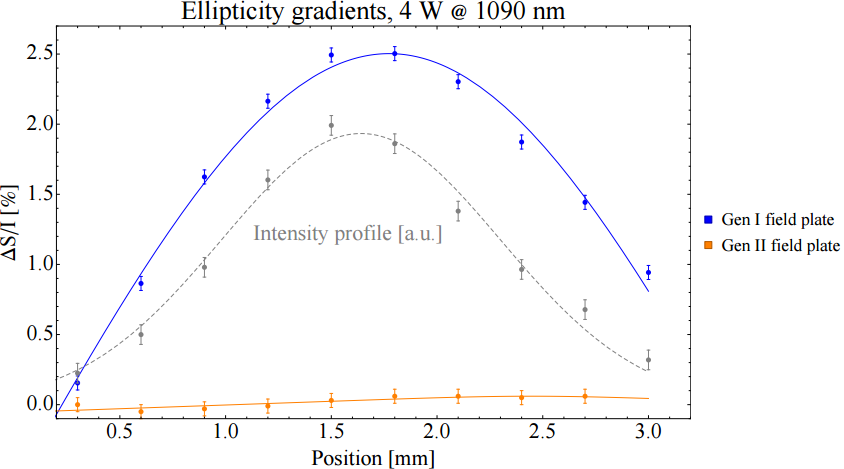 Ellipticity gradients, 4 W @ 1090 nm
ΔS/I [%]
2.5
2.0
1.5
1.0
0.5
0.0
Intensity profile [a.u.]
Gen I field plate
Gen II field plate
0.5 1.0 1.5 2.0 2.5 3.0
Position [mm]